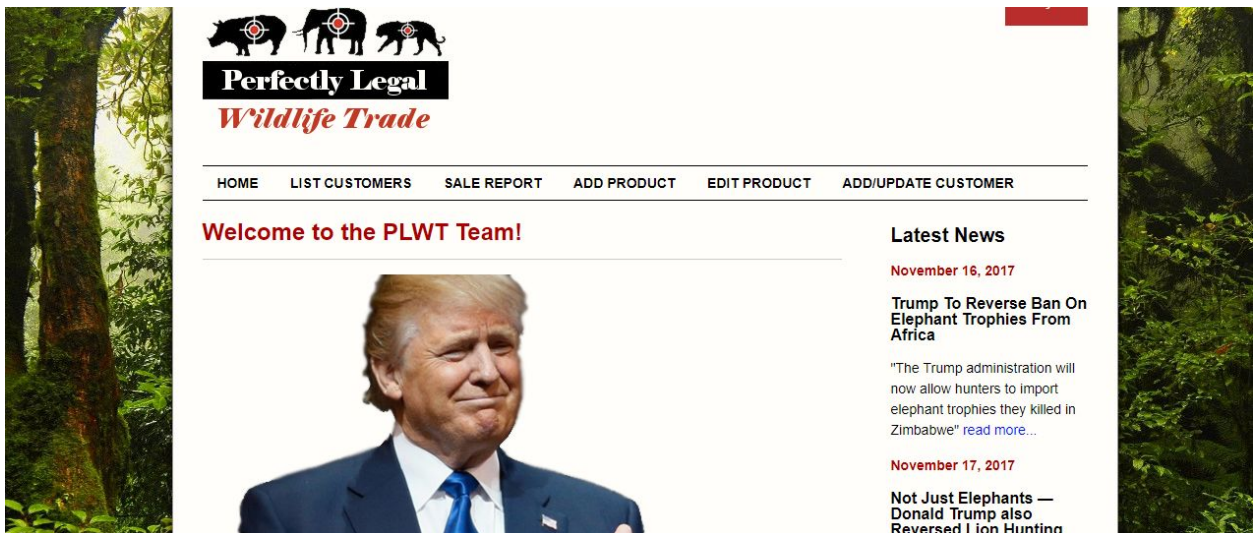 Perfectly Legal
Wildlife Trade
HOME LIST CUSTOMERS SALE REPORT ADD PRODUCT EDIT PRODUCT ADD/UPDATE CUSTOMER
Welcome to the PLWT Team!
Latest News
November 16, 2017
Trump To Reverse Ban On
Elephant Trophies From
Africa
"The Trump administration will
now allow hunters to import
elephant trophies they killed in
Zimbabwe" read more...
November 17, 2017
Not Just Elephants —
Donald Trump also
Reversed Lion Hunting